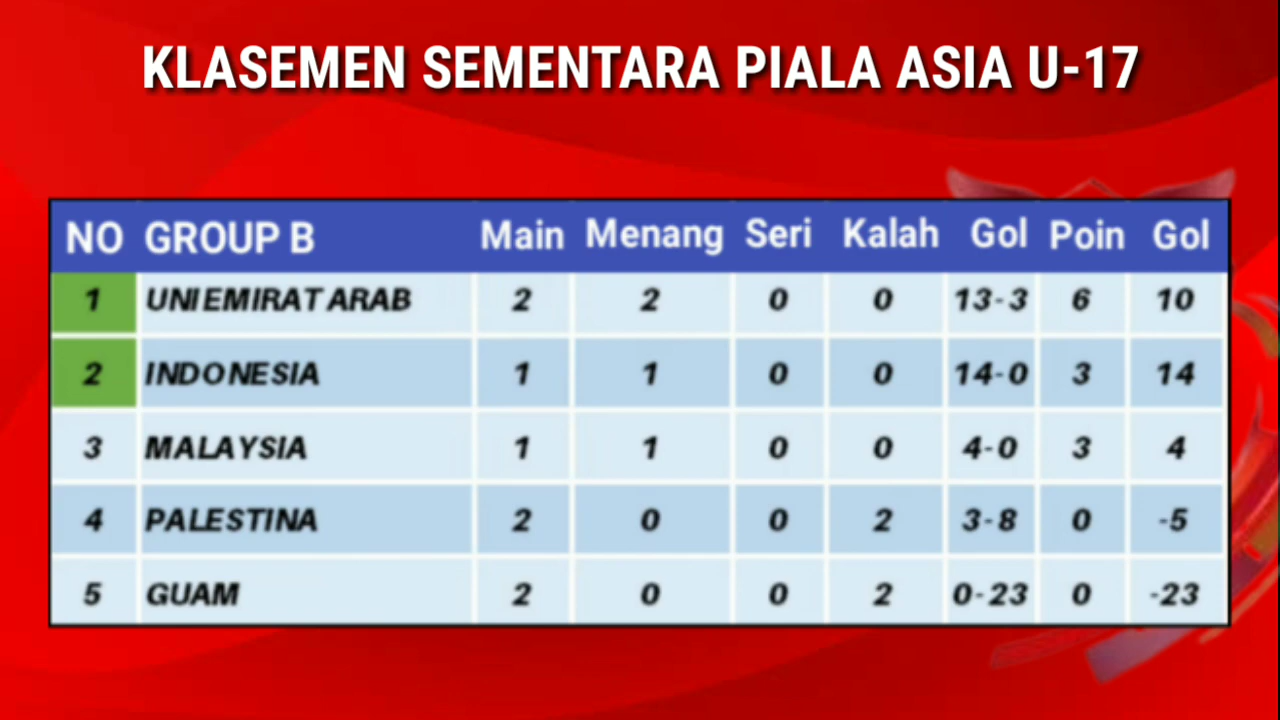 KLASEMEN SEMENTARA PIALA ASIA U-17
NO GROUP B Main Menang Seri Kalah Gol Poin Gol
1 UNI EMIRAT ARAB 2 2 0 0 13-3 6 10
2 INDONESIA 1 1 0 0 14-0 3 14
3 MALAYSIA 1 1 0 0 4-0 3 4
4 PALESTINA 2 0 0 2 3-8 0 -5
5 GUAM 2 0 0 2 0-23 0 -23